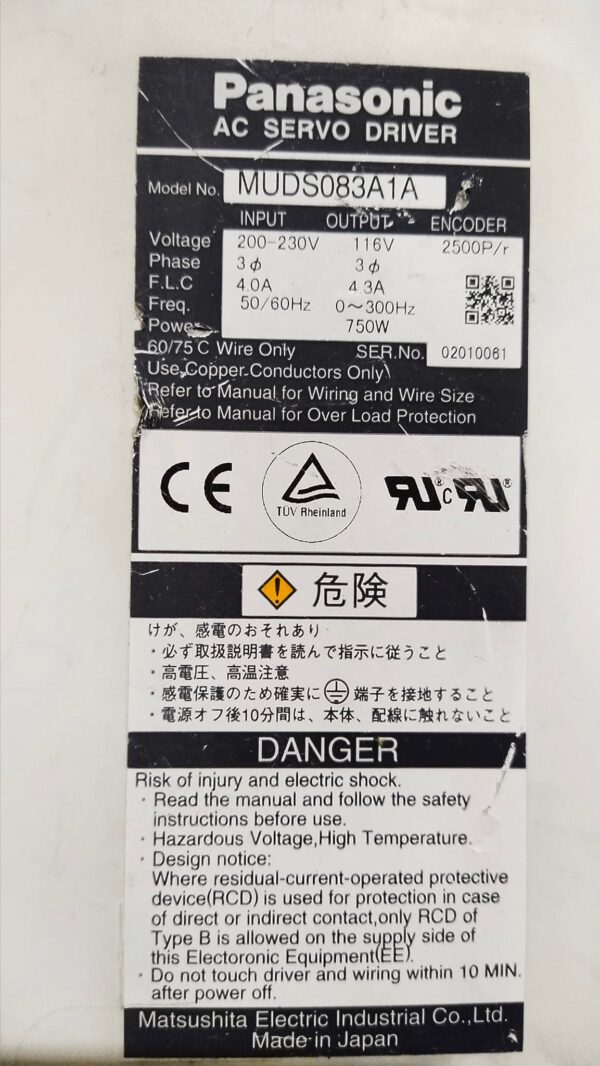 Panasonic
AC SERVO DRIVER
Model No. MUDS083A1A
INPUT OUTPUT ENCODER
Voltage 200-230V 116V 2500P/r
Phase 3ϕ 3ϕ
F.L.C 4.0A 4.3A
Freq. 50/60Hz 0~300Hz
Power 750W
60/75 C Wire Only SER.No. 02010061
Use Copper Conductors Only
Refer to Manual for Wiring and Wire Size
Refer to Manual for Over Load Protection
CE
TÜV Rheinland
RU® c RU®
危険
けが、感電のおそれあり
・必ず取扱説明書を読んで指示に従うこと
・高電圧、高温注意
・感電保護のため確実に⏚端子を接地すること
・電源オフ後10分間は、本体、配線に触れないこと
DANGER
Risk of injury and electric shock.
・Read the manual and follow the safety
instructions before use.
・Hazardous Voltage,High Temperature.
・Design notice:
Where residual-current-operated protective
device(RCD) is used for protection in case
of direct or indirect contact,only RCD of
Type B is allowed on the supply side of
this Electoronic Equipment(EE).
・Do not touch driver and wiring within 10 MIN.
after power off.
Matsushita Electric Industrial Co.,Ltd.
Made in Japan